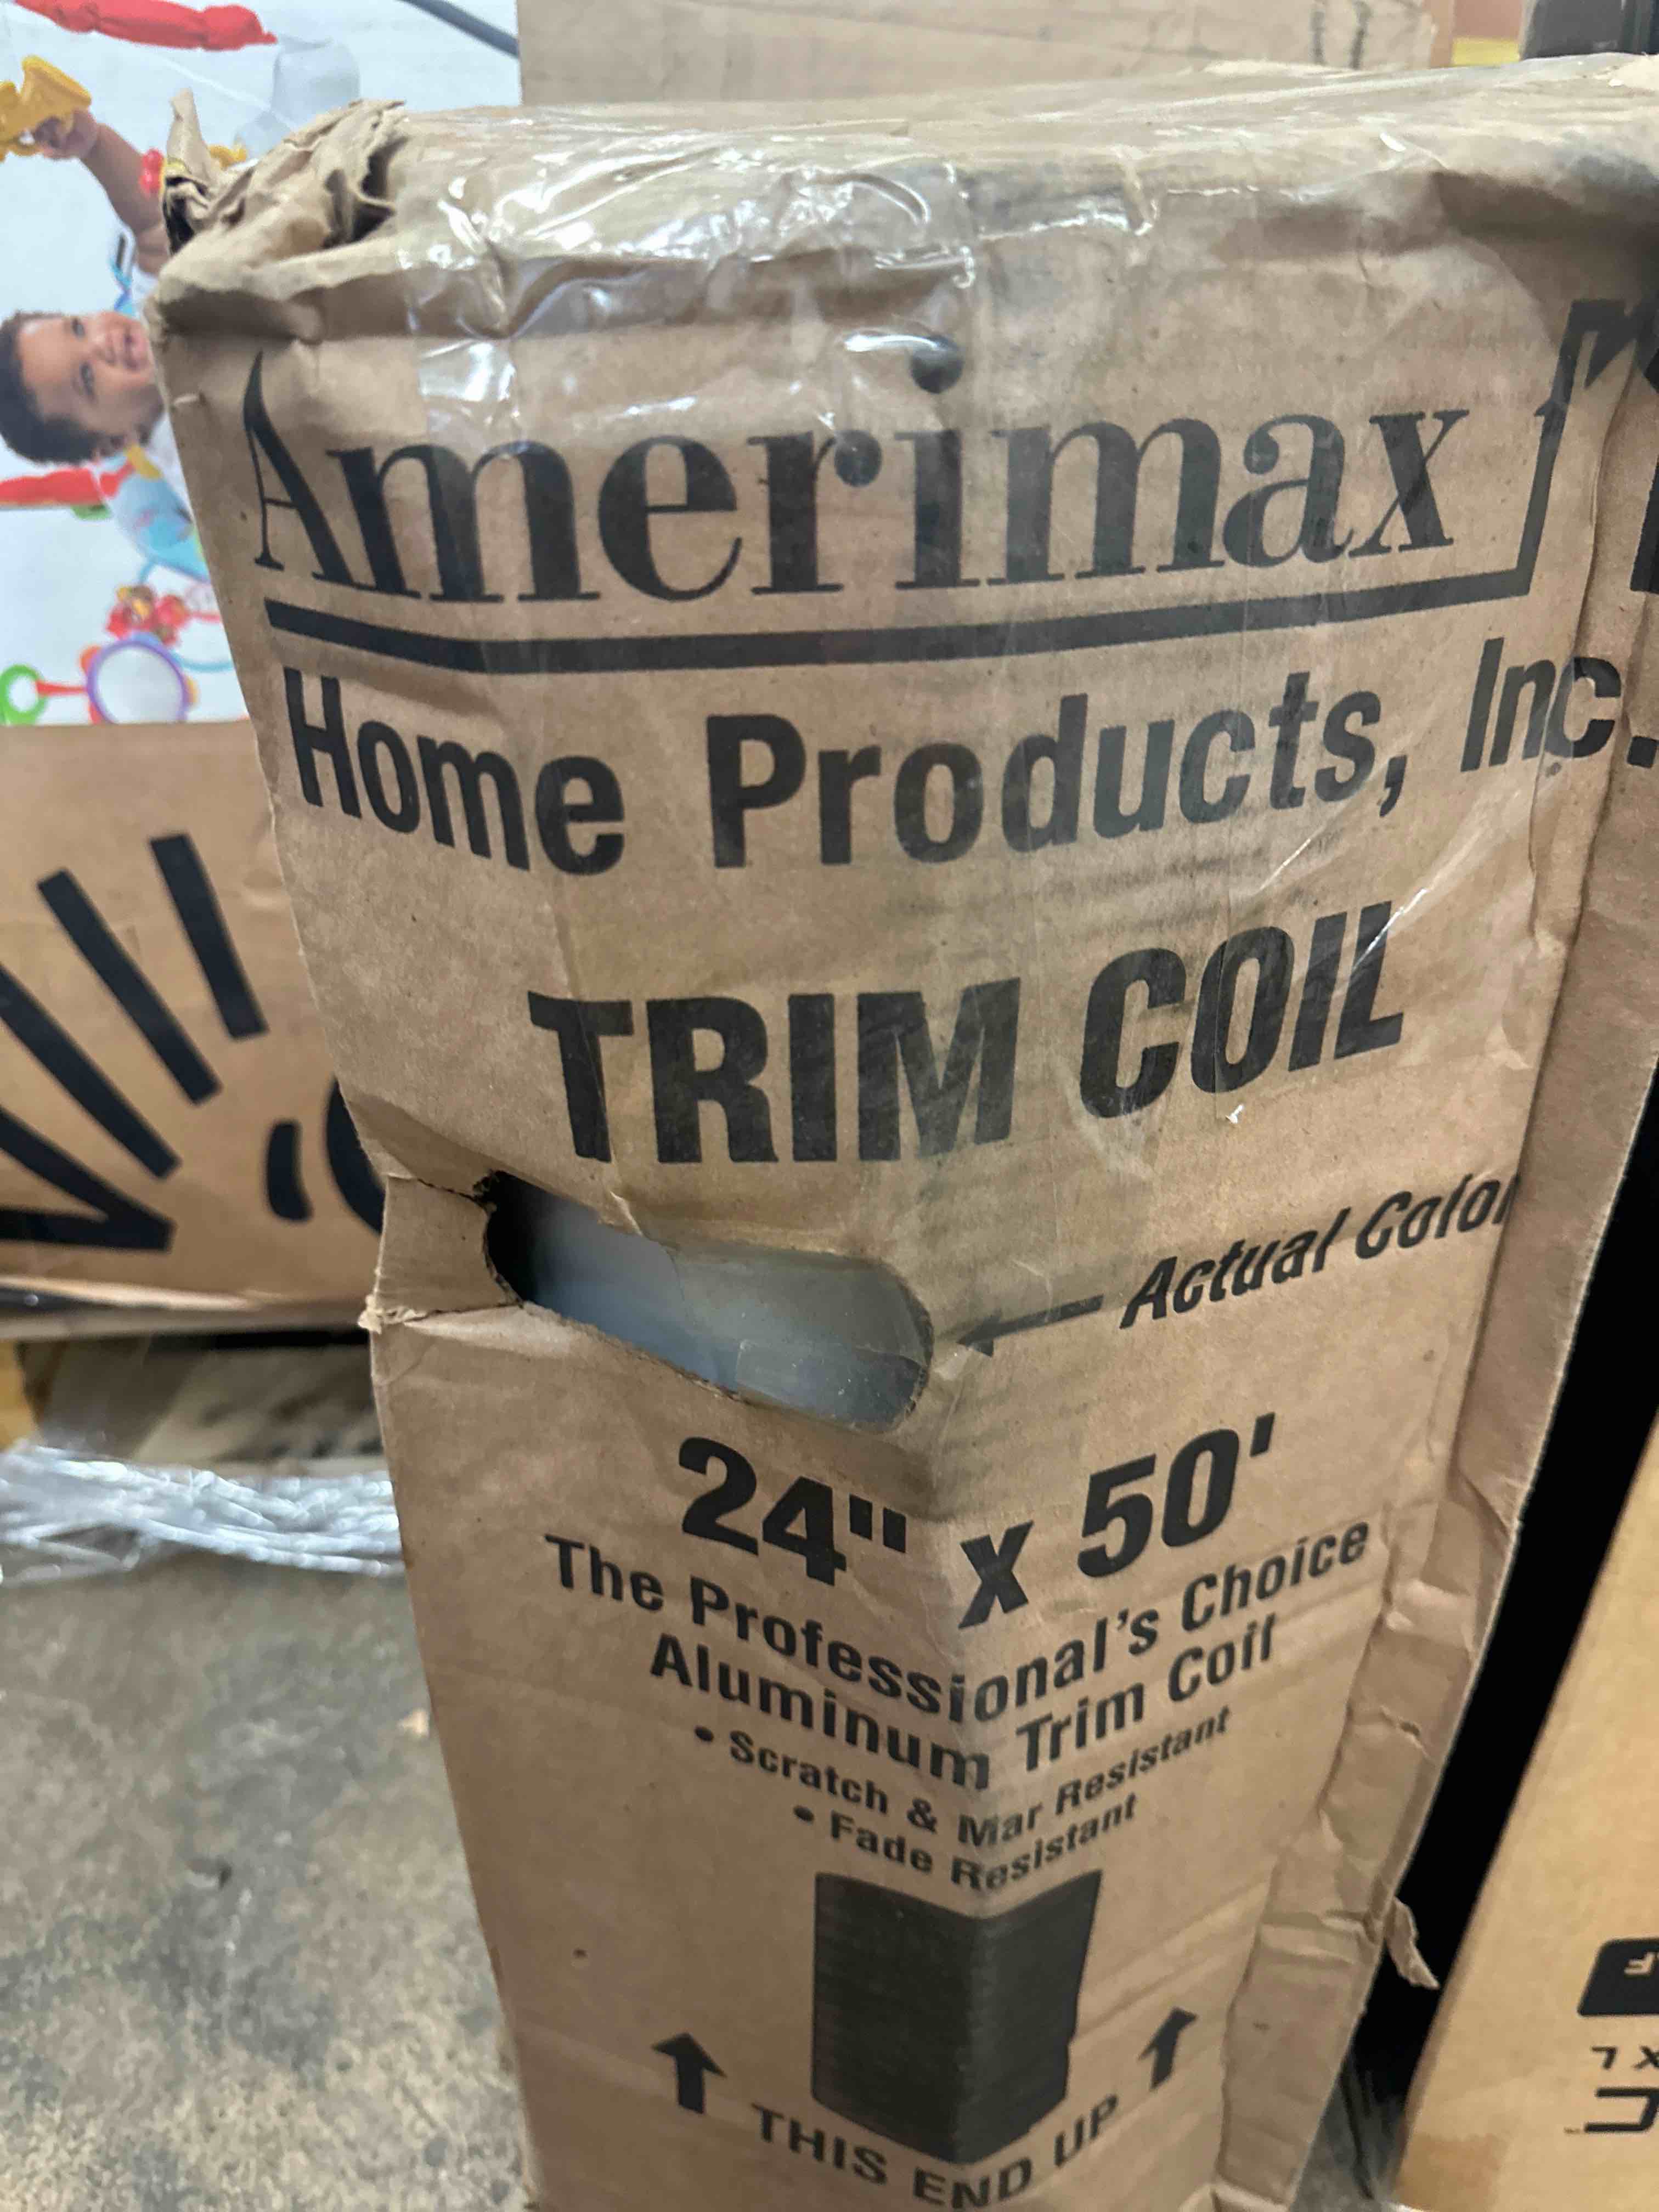 Amerimax
Home Products, Inc.
TRIM COIL
Actual Color
24" x 50'
The Professional's Choice
Aluminum Trim Coil
• Scratch & Mar Resistant
• Fade Resistant
THIS END UP